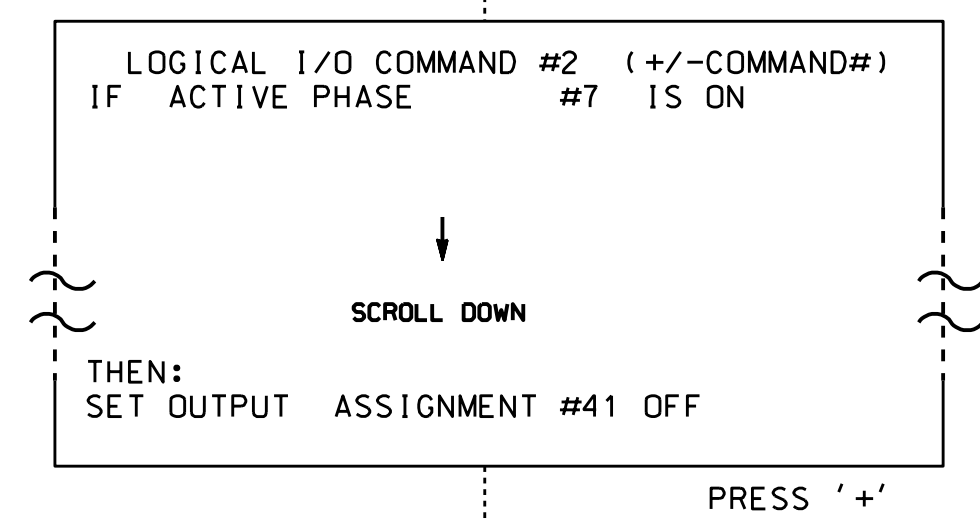 LOGICAL I/O COMMAND #2 (+/-COMMAND#)
IF ACTIVE PHASE #7 IS ON
SCROLL DOWN
THEN:
SET OUTPUT ASSIGNMENT #41 OFF
PRESS '+'